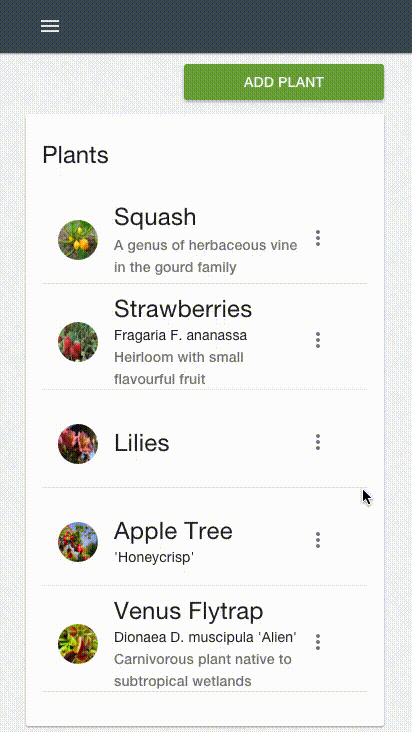 ADD PLANT
Plants
Squash
A genus of herbaceous vine
in the gourd family
Strawberries
Fragaria F. ananassa
Heirloom with small
flavourful fruit
Lilies
Apple Tree
'Honeycrisp'
Venus Flytrap
Dionaea D. muscipula 'Alien'
Carnivorous plant native to
subtropical wetlands